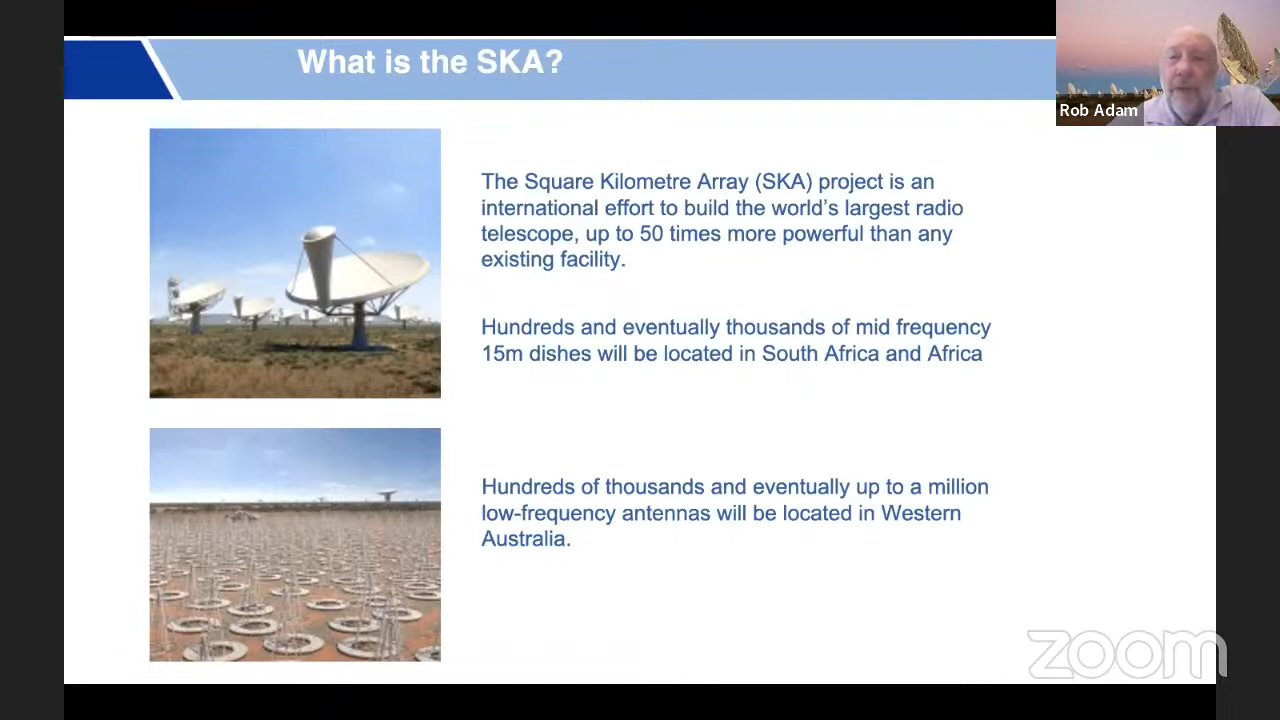 What is the SKA?
Rob Adam
The Square Kilometre Array (SKA) project is an
international effort to build the world's largest radio
telescope, up to 50 times more powerful than any
existing facility.
Hundreds and eventually thousands of mid frequency
15m dishes will be located in South Africa and Africa
Hundreds of thousands and eventually up to a million
low-frequency antennas will be located in Western
Australia.
zoom